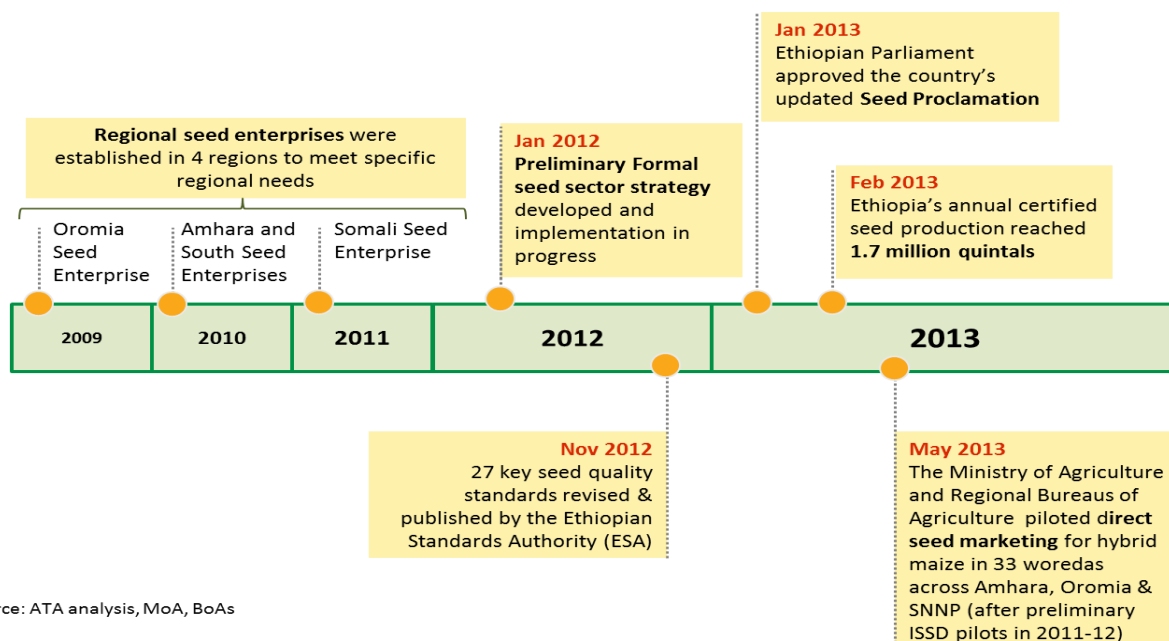 Jan 2013
Ethiopian Parliament
approved the country's
updated Seed Proclamation
Regional seed enterprises were
established in 4 regions to meet specific
regional needs
Jan 2012
Preliminary Formal
seed sector strategy
developed and
implementation in
progress
Feb 2013
Ethiopia's annual certified
seed production reached
1.7 million quintals
Oromia
Seed
Enterprise
Amhara and
South Seed
Enterprises
Somali Seed
Enterprise
2009
2010
2011
2012
2013
Nov 2012
27 key seed quality
standards revised &
published by the Ethiopian
Standards Authority (ESA)
May 2013
The Ministry of Agriculture
and Regional Bureaus of
Agriculture piloted direct
seed marketing for hybrid
maize in 33 woredas
across Amhara, Oromia &
SNNP (after preliminary
ISSD pilots in 2011-12)
rce: ATA analysis, MoA, BoAs